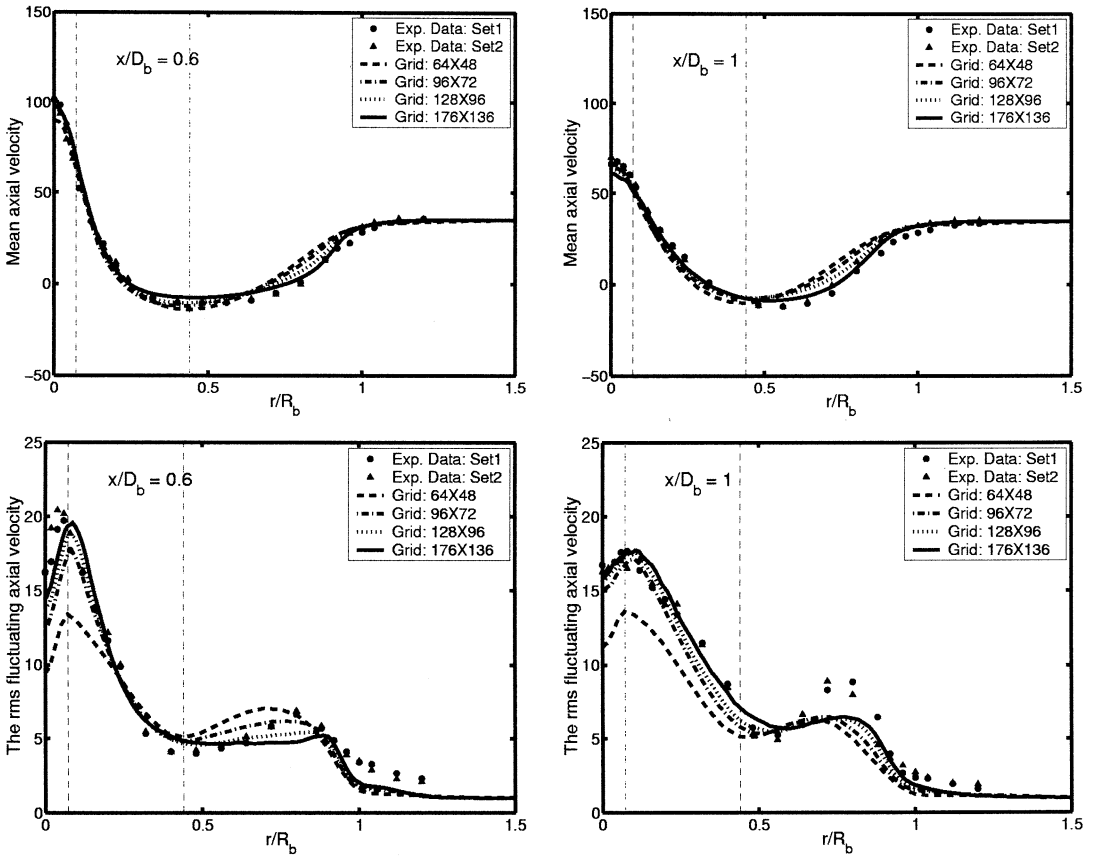 150
100
50
0
−50
Mean axial velocity
x/D_b = 0.6
Exp. Data: Set1
Exp. Data: Set2
Grid: 64X48
Grid: 96X72
Grid: 128X96
Grid: 176X136
0
0.5
1
1.5
r/R_b
150
100
50
0
−50
Mean axial velocity
x/D_b = 1
Exp. Data: Set1
Exp. Data: Set2
Grid: 64X48
Grid: 96X72
Grid: 128X96
Grid: 176X136
0
0.5
1
1.5
r/R_b
25
20
15
10
5
0
The rms fluctuating axial velocity
x/D_b = 0.6
Exp. Data: Set1
Exp. Data: Set2
Grid: 64X48
Grid: 96X72
Grid: 128X96
Grid: 176X136
0
0.5
1
1.5
r/R_b
25
20
15
10
5
0
The rms fluctuating axial velocity
x/D_b = 1
Exp. Data: Set1
Exp. Data: Set2
Grid: 64X48
Grid: 96X72
Grid: 128X96
Grid: 176X136
0
0.5
1
1.5
r/R_b